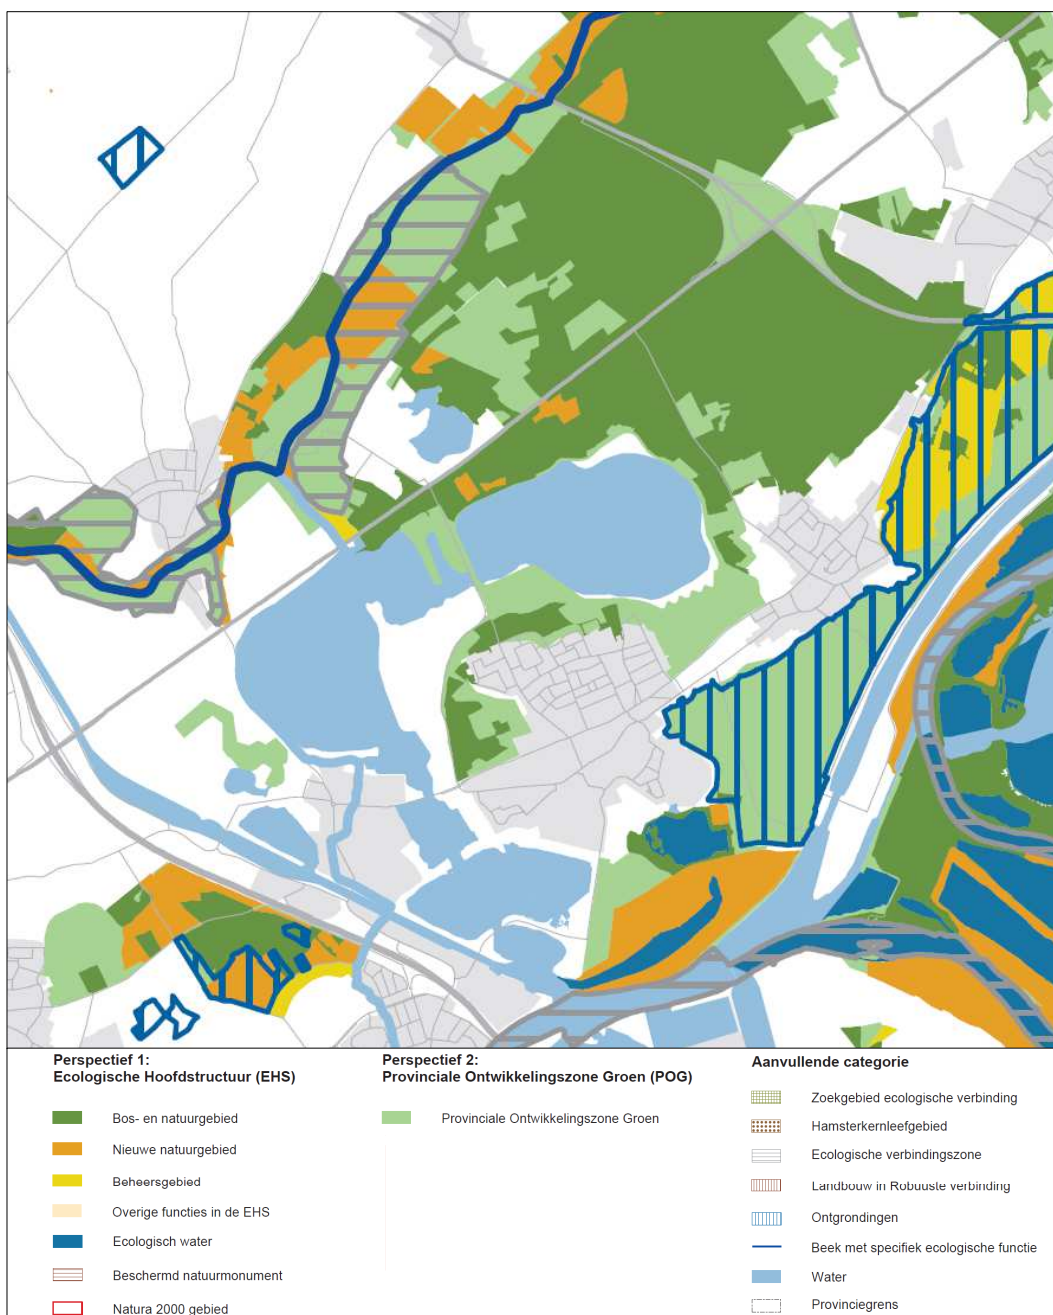 Perspectief 1:
Ecologische Hoofdstructuur (EHS)
Bos- en natuurgebied
Nieuwe natuurgebied
Beheersgebied
Overige functies in de EHS
Ecologisch water
Beschermd natuurmonument
Natura 2000 gebied
Perspectief 2:
Provinciale Ontwikkelingszone Groen (POG)
Provinciale Ontwikkelingszone Groen
Aanvullende categorie
Zoekgebied ecologische verbinding
Hamsterkernleefgebied
Ecologische verbindingszone
Landbouw in Robuuste verbinding
Ontgrondingen
Beek met specifiek ecologische functie
Water
Provinciegrens